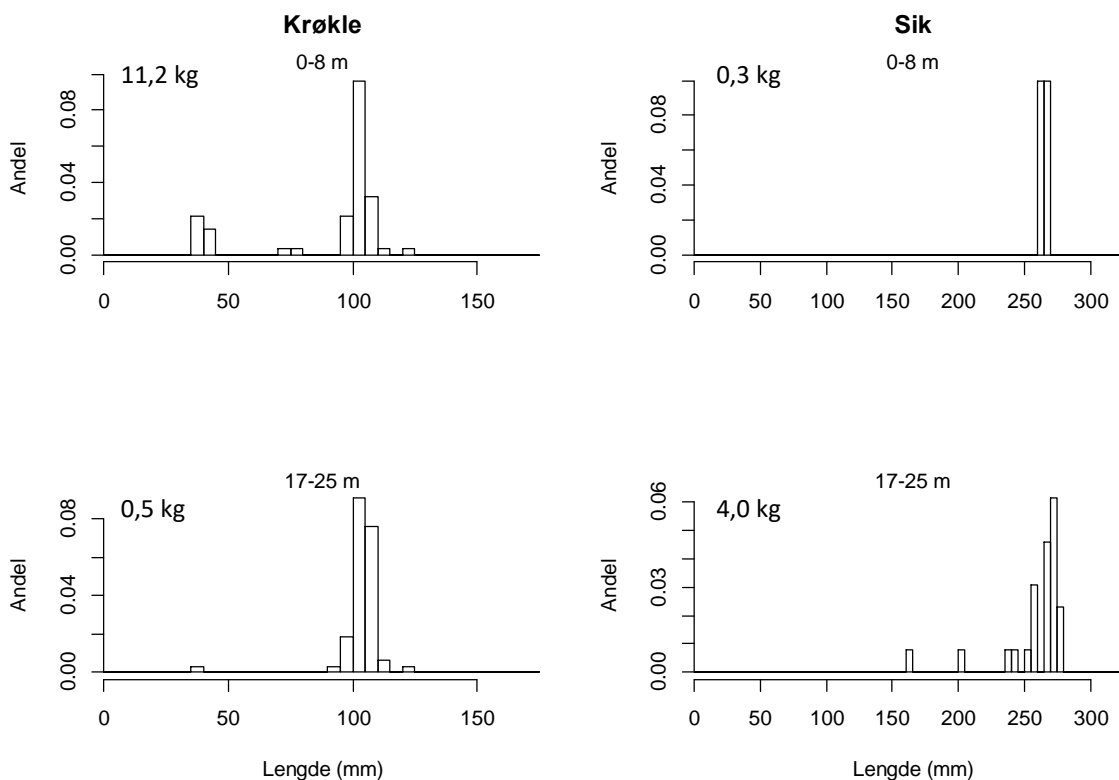 Krøkle
0-8 m
11,2 kg
Andel
0.00 0.04 0.08
0 50 100 150
Sik
0-8 m
0,3 kg
Andel
0.00 0.04 0.08
0 50 100 150 200 250 300
17-25 m
0,5 kg
Andel
0.00 0.04 0.08
0 50 100 150
Lengde (mm)
17-25 m
4,0 kg
Andel
0.00 0.03 0.06
0 50 100 150 200 250 300
Lengde (mm)